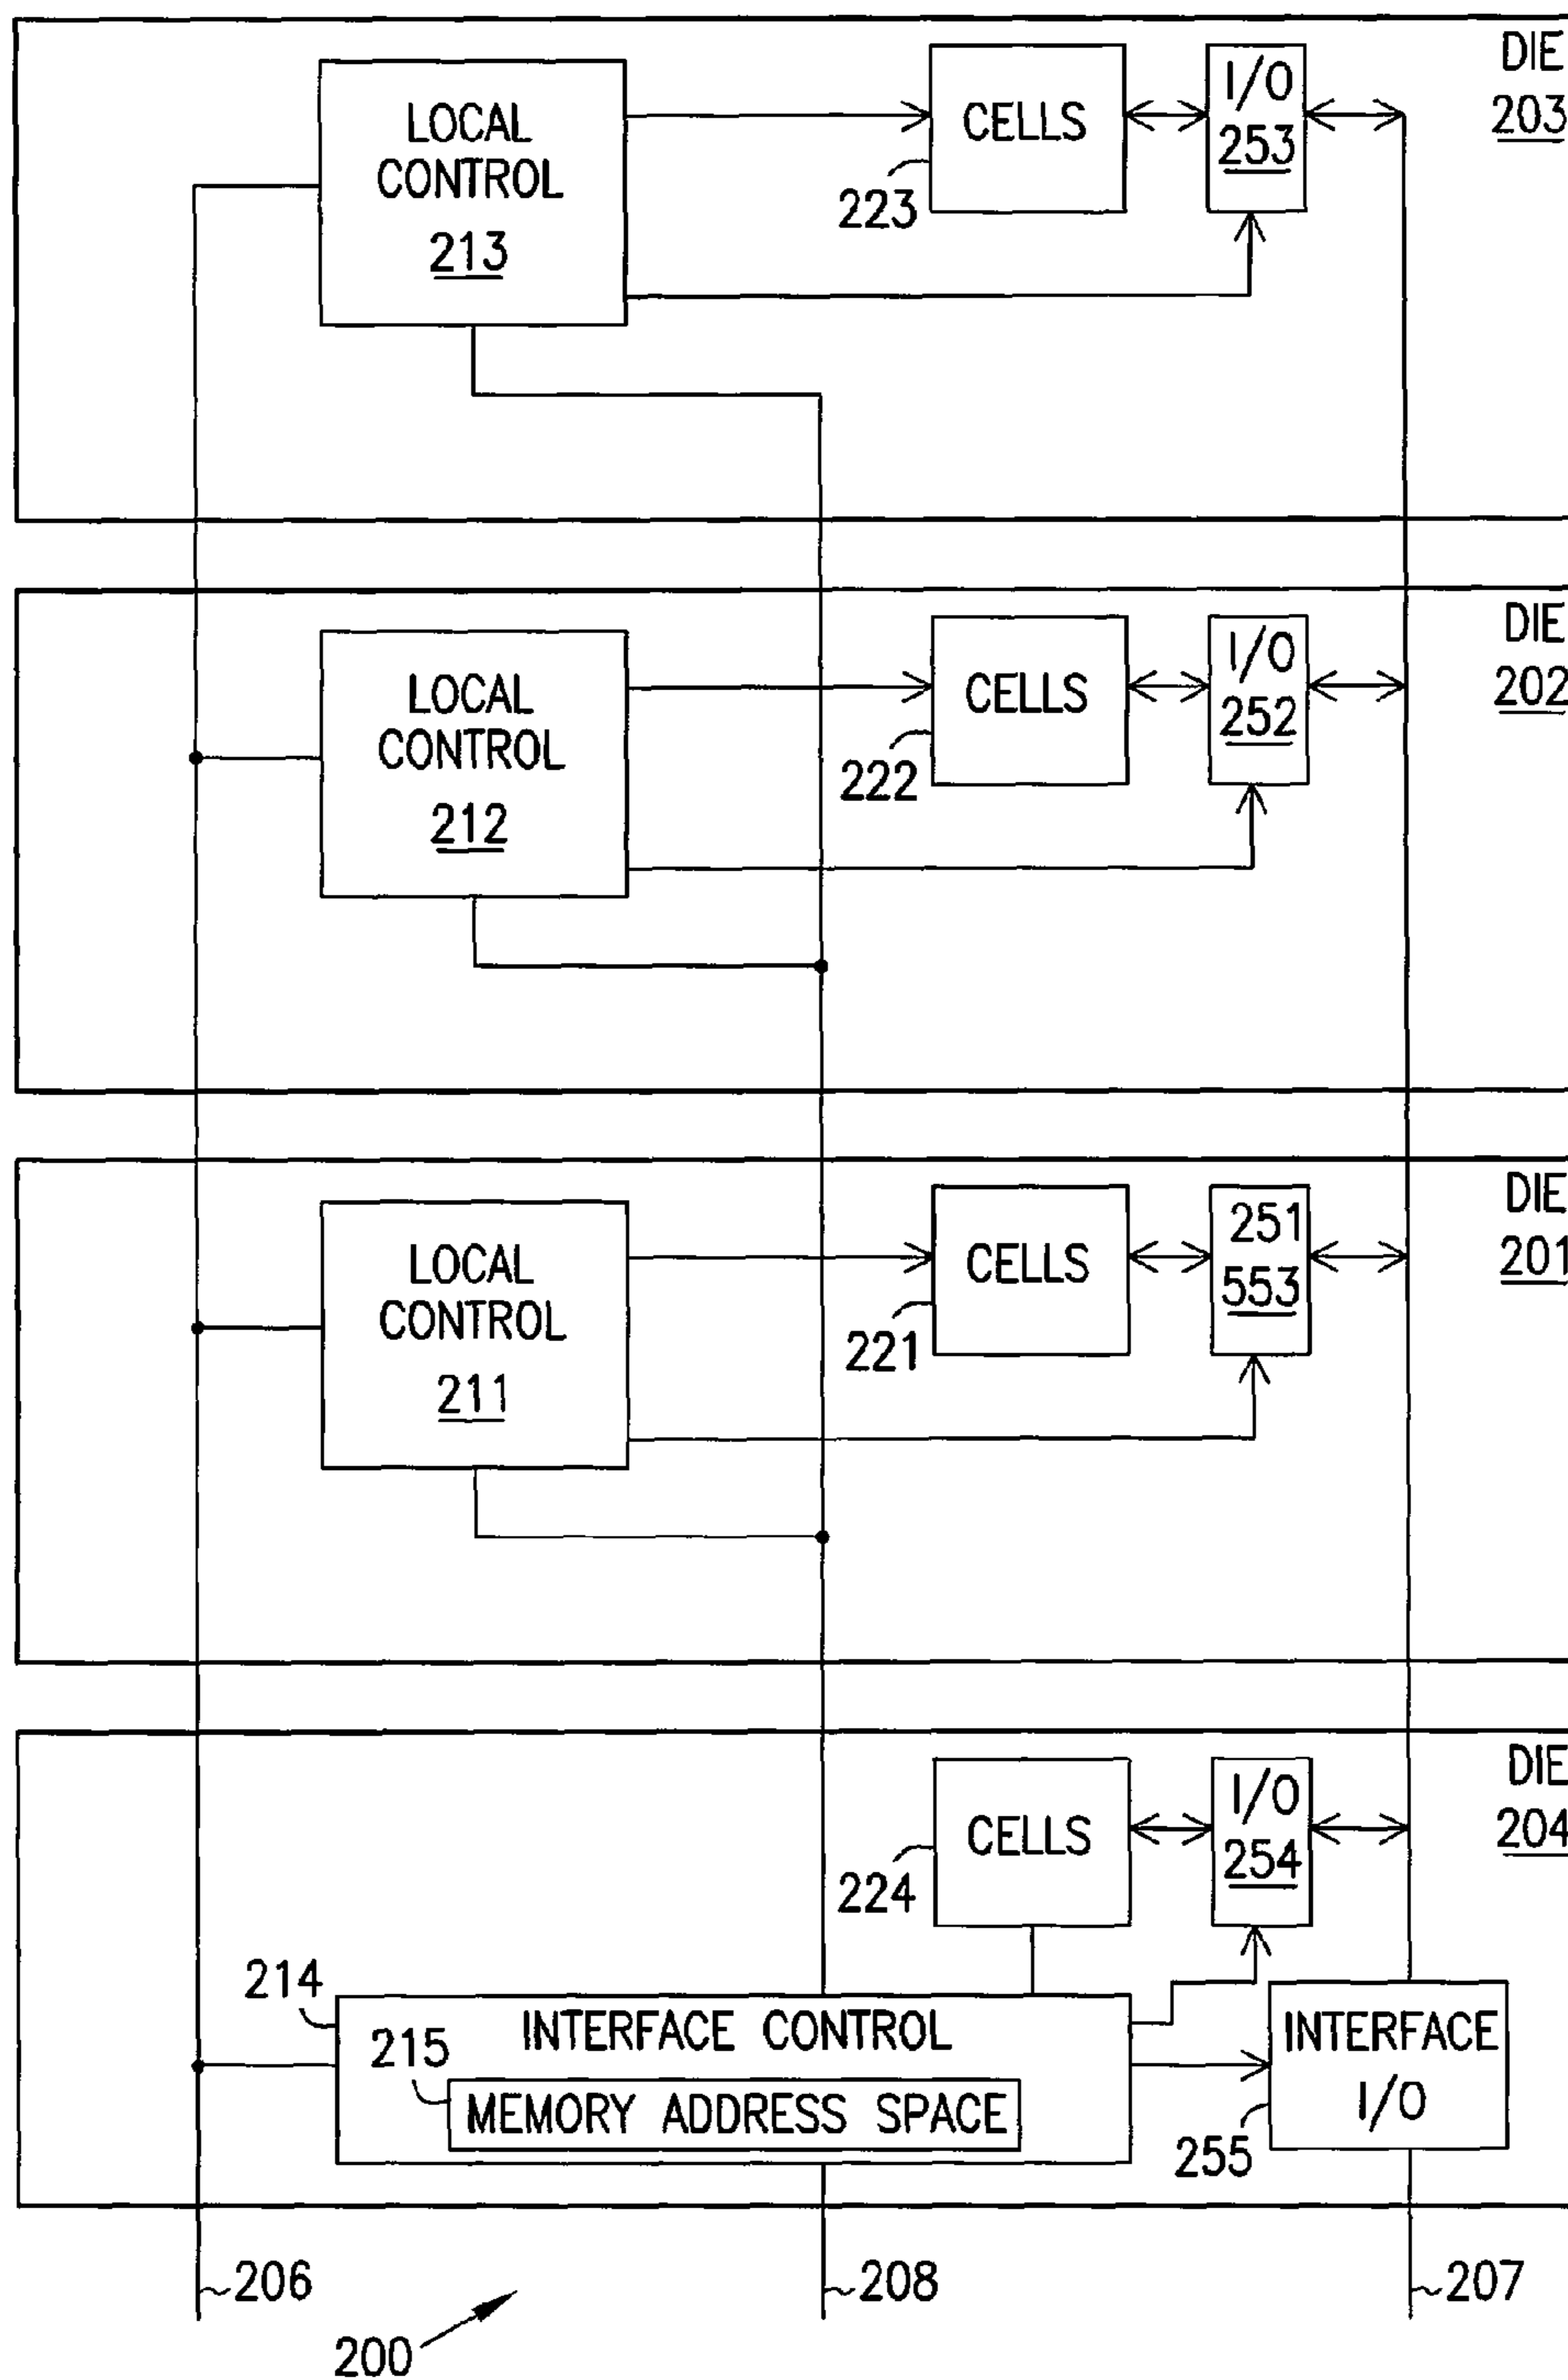 DIE
203
LOCAL
CONTROL
213
CELLS
223
I/O
253
DIE
202
LOCAL
CONTROL
212
CELLS
222
I/O
252
DIE
201
LOCAL
CONTROL
211
CELLS
221
251
553
DIE
204
CELLS
224
I/O
254
214
INTERFACE CONTROL
215
MEMORY ADDRESS SPACE
INTERFACE
I/O
255
206
208
207
200